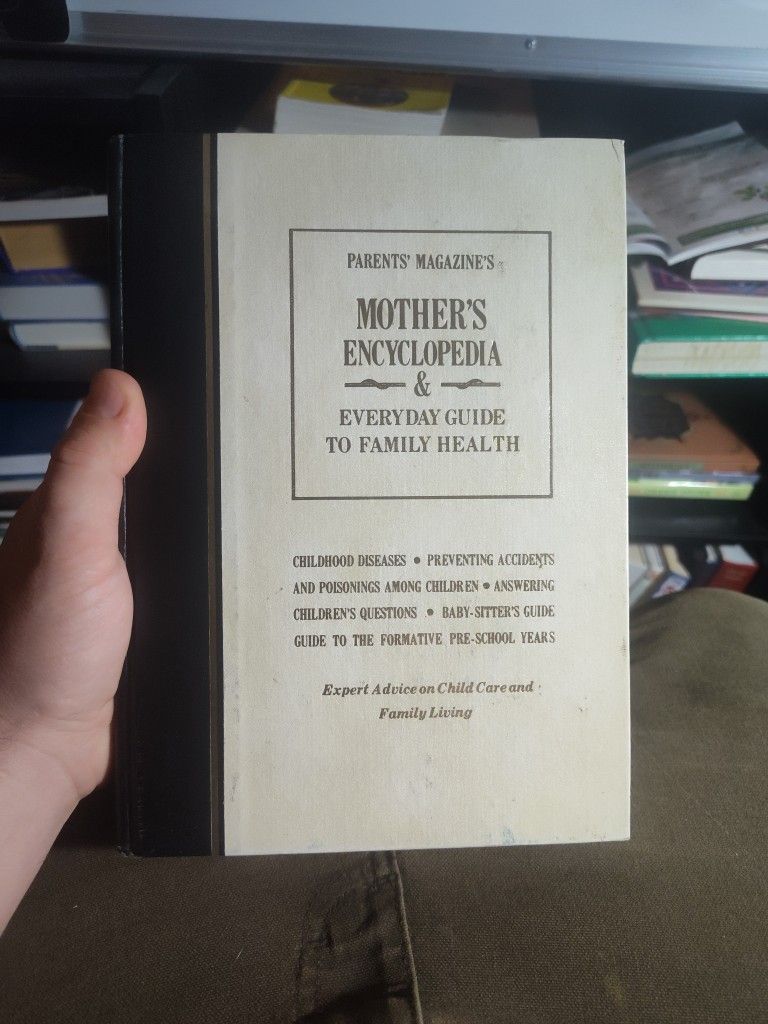 PARENTS' MAGAZINE'S
MOTHER'S
ENCYCLOPEDIA
&
EVERYDAY GUIDE
TO FAMILY HEALTH
CHILDHOOD DISEASES • PREVENTING ACCIDENTS
AND POISONINGS AMONG CHILDREN • ANSWERING
CHILDREN'S QUESTIONS • BABY-SITTER'S GUIDE
GUIDE TO THE FORMATIVE PRE-SCHOOL YEARS
Expert Advice on Child Care and
Family Living